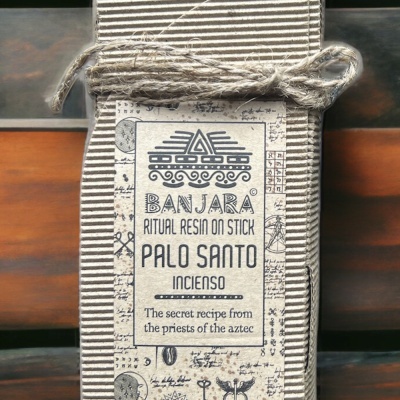 BANJARA©
RITUAL RESIN ON STICK
PALO SANTO
INCIENSO
The secret recipe from
the priests of the aztec